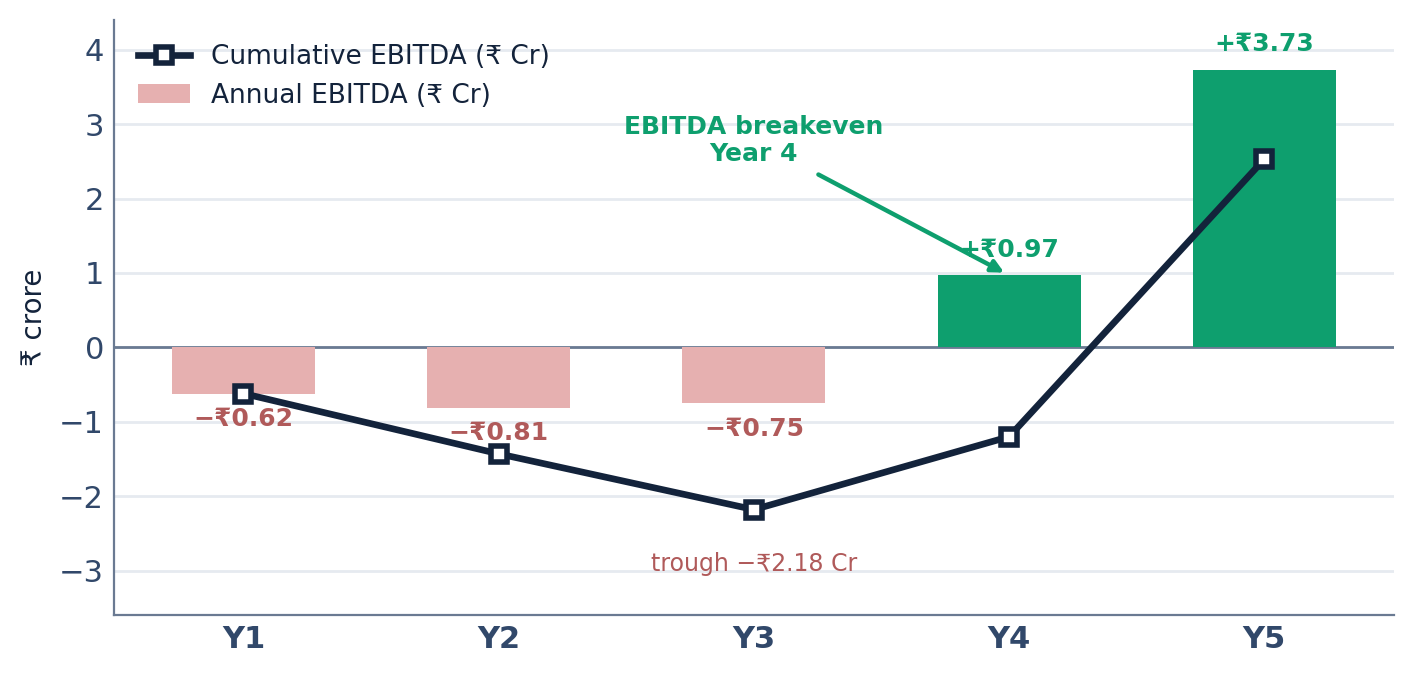 Cumulative EBITDA (₹ Cr)
Annual EBITDA (₹ Cr)
EBITDA breakeven
Year 4
+₹3.73
+₹0.97
−₹0.62
−₹0.81
−₹0.75
trough −₹2.18 Cr
₹ crore
4
3
2
1
0
−1
−2
−3
Y1
Y2
Y3
Y4
Y5